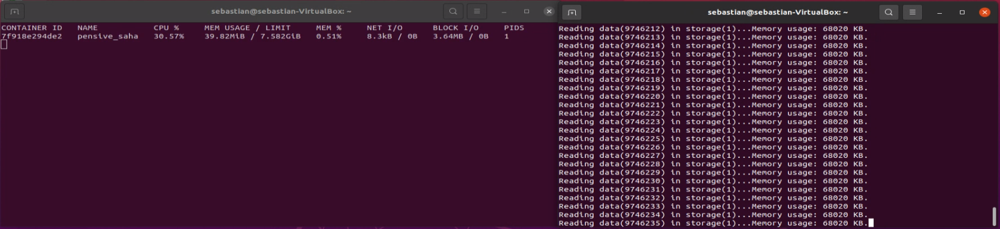 sebastian@sebastian-VirtualBox: ~
CONTAINER ID NAME CPU % MEM USAGE / LIMIT MEM % NET I/O BLOCK I/O PIDS
7f918e294de2 pensive_saha 30.57% 39.82MiB / 7.582GiB 0.51% 8.3kB / 0B 3.64MB / 0B 1
sebastian@sebastian-VirtualBox: ~
Reading data(9746212) in storage(1)...Memory usage: 68020 KB.
Reading data(9746213) in storage(1)...Memory usage: 68020 KB.
Reading data(9746214) in storage(1)...Memory usage: 68020 KB.
Reading data(9746215) in storage(1)...Memory usage: 68020 KB.
Reading data(9746216) in storage(1)...Memory usage: 68020 KB.
Reading data(9746217) in storage(1)...Memory usage: 68020 KB.
Reading data(9746218) in storage(1)...Memory usage: 68020 KB.
Reading data(9746219) in storage(1)...Memory usage: 68020 KB.
Reading data(9746220) in storage(1)...Memory usage: 68020 KB.
Reading data(9746221) in storage(1)...Memory usage: 68020 KB.
Reading data(9746222) in storage(1)...Memory usage: 68020 KB.
Reading data(9746223) in storage(1)...Memory usage: 68020 KB.
Reading data(9746224) in storage(1)...Memory usage: 68020 KB.
Reading data(9746225) in storage(1)...Memory usage: 68020 KB.
Reading data(9746226) in storage(1)...Memory usage: 68020 KB.
Reading data(9746227) in storage(1)...Memory usage: 68020 KB.
Reading data(9746228) in storage(1)...Memory usage: 68020 KB.
Reading data(9746229) in storage(1)...Memory usage: 68020 KB.
Reading data(9746230) in storage(1)...Memory usage: 68020 KB.
Reading data(9746231) in storage(1)...Memory usage: 68020 KB.
Reading data(9746232) in storage(1)...Memory usage: 68020 KB.
Reading data(9746233) in storage(1)...Memory usage: 68020 KB.
Reading data(9746234) in storage(1)...Memory usage: 68020 KB.
Reading data(9746235) in storage(1)...Memory usage: 68020 KB.